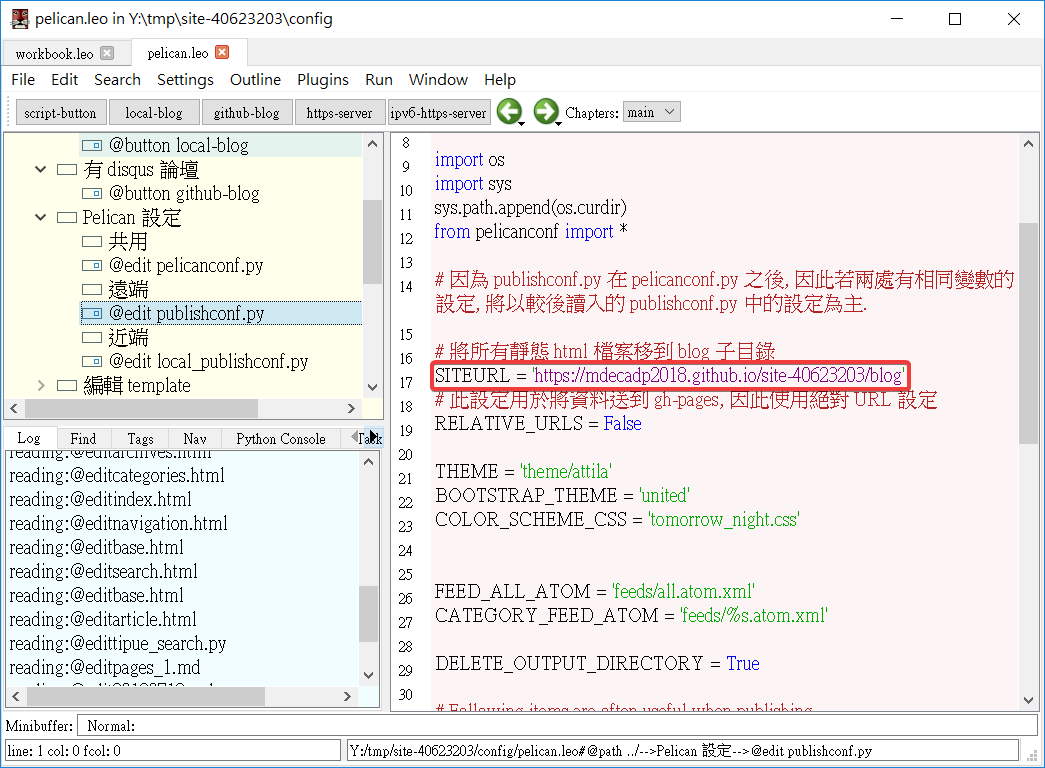 pelican.leo in Y:\tmp\site-40623203\config
workbook.leo
pelican.leo
File Edit Search Settings Outline Plugins Run Window Help
script-button local-blog github-blog https-server ipv6-https-server Chapters: main
@button local-blog
有 disqus 論壇
@button github-blog
Pelican 設定
共用
@edit pelicanconf.py
遠端
@edit publishconf.py
近端
@edit local_publishconf.py
編輯 template
Log Find Tags Nav Python Console Task
reading:@editarchives.html
reading:@editcategories.html
reading:@editindex.html
reading:@editnavigation.html
reading:@editbase.html
reading:@editsearch.html
reading:@editbase.html
reading:@editarticle.html
reading:@edittipue_search.py
reading:@editpages_1.md
8
9 import os
10 import sys
11 sys.path.append(os.curdir)
12 from pelicanconf import *
13
14 # 因為 publishconf.py 在 pelicanconf.py 之後, 因此若兩處有相同變數的
設定, 將以較後讀入的 publishconf.py 中的設定為主.
15
16 # 將所有靜態 html 檔案移到 blog 子目錄
17 SITEURL = 'https://mdecadp2018.github.io/site-40623203/blog'
18 # 此設定用於將資料送到 gh-pages, 因此使用絕對 URL 設定
19 RELATIVE_URLS = False
20
21 THEME = 'theme/attila'
22 BOOTSTRAP_THEME = 'united'
23 COLOR_SCHEME_CSS = 'tomorrow_night.css'
24
25
26 FEED_ALL_ATOM = 'feeds/all.atom.xml'
27 CATEGORY_FEED_ATOM = 'feeds/%s.atom.xml'
28
29 DELETE_OUTPUT_DIRECTORY = True
30
# Following items are often useful when publishing
Minibuffer: Normal:
line: 1 col: 0 fcol: 0
Y:/tmp/site-40623203/config/pelican.leo#@path ../-->Pelican 設定-->@edit publishconf.py